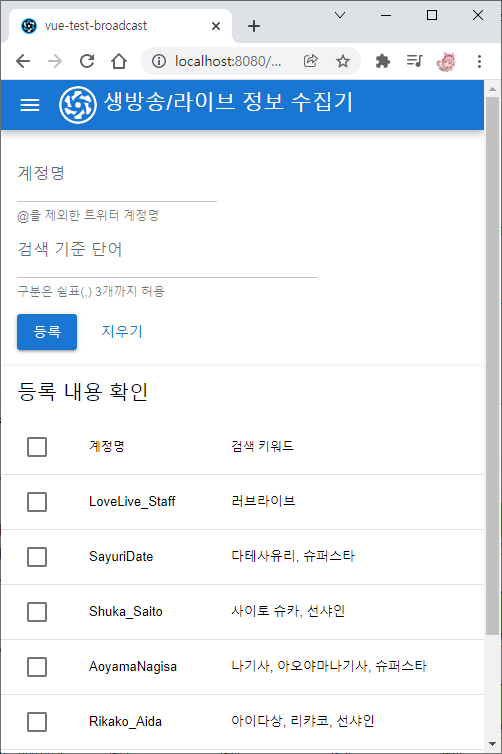 vue-test-broadcast
localhost:8080/...
생방송/라이브 정보 수집기
계정명
@을 제외한 트위터 계정명
검색 기준 단어
구분은 쉼표(,) 3개까지 허용
등록 지우기
등록 내용 확인
계정명 검색 키워드
LoveLive_Staff 러브라이브
SayuriDate 다테사유리, 슈퍼스타
Shuka_Saito 사이토 슈카, 선샤인
AoyamaNagisa 나기사, 아오야마나기사, 슈퍼스타
Rikako_Aida 아이다상, 리캬코, 선샤인